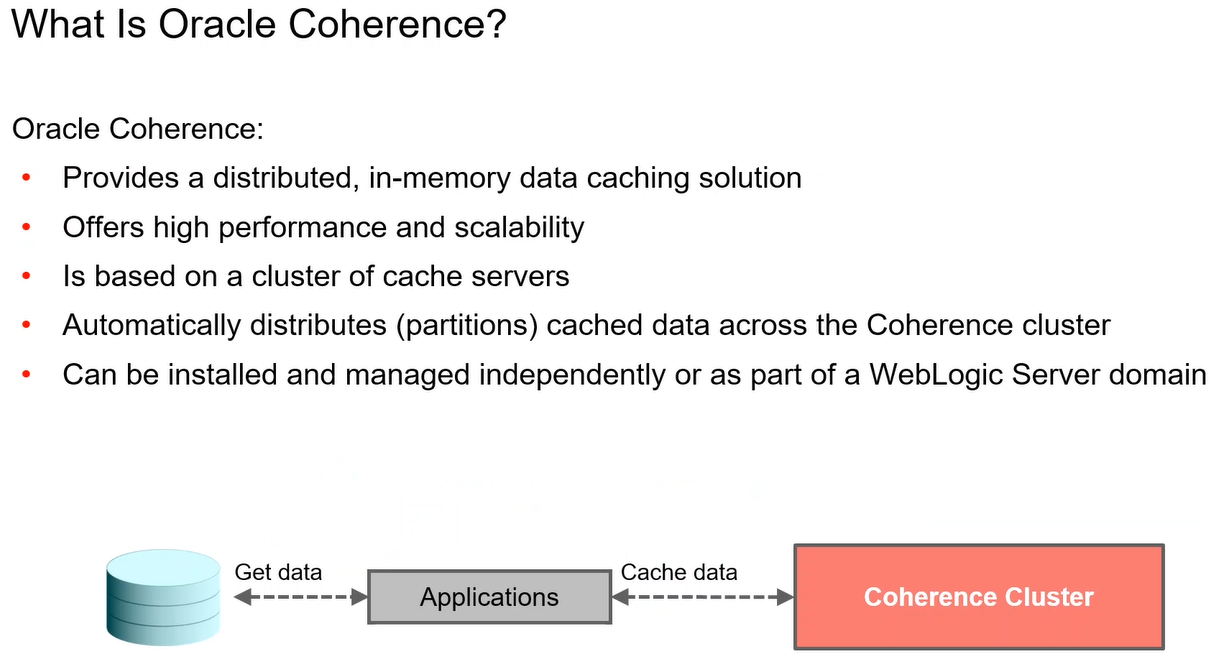 What Is Oracle Coherence?
Oracle Coherence:
• Provides a distributed, in-memory data caching solution
• Offers high performance and scalability
• Is based on a cluster of cache servers
• Automatically distributes (partitions) cached data across the Coherence cluster
• Can be installed and managed independently or as part of a WebLogic Server domain
Get data
Applications
Cache data
Coherence Cluster